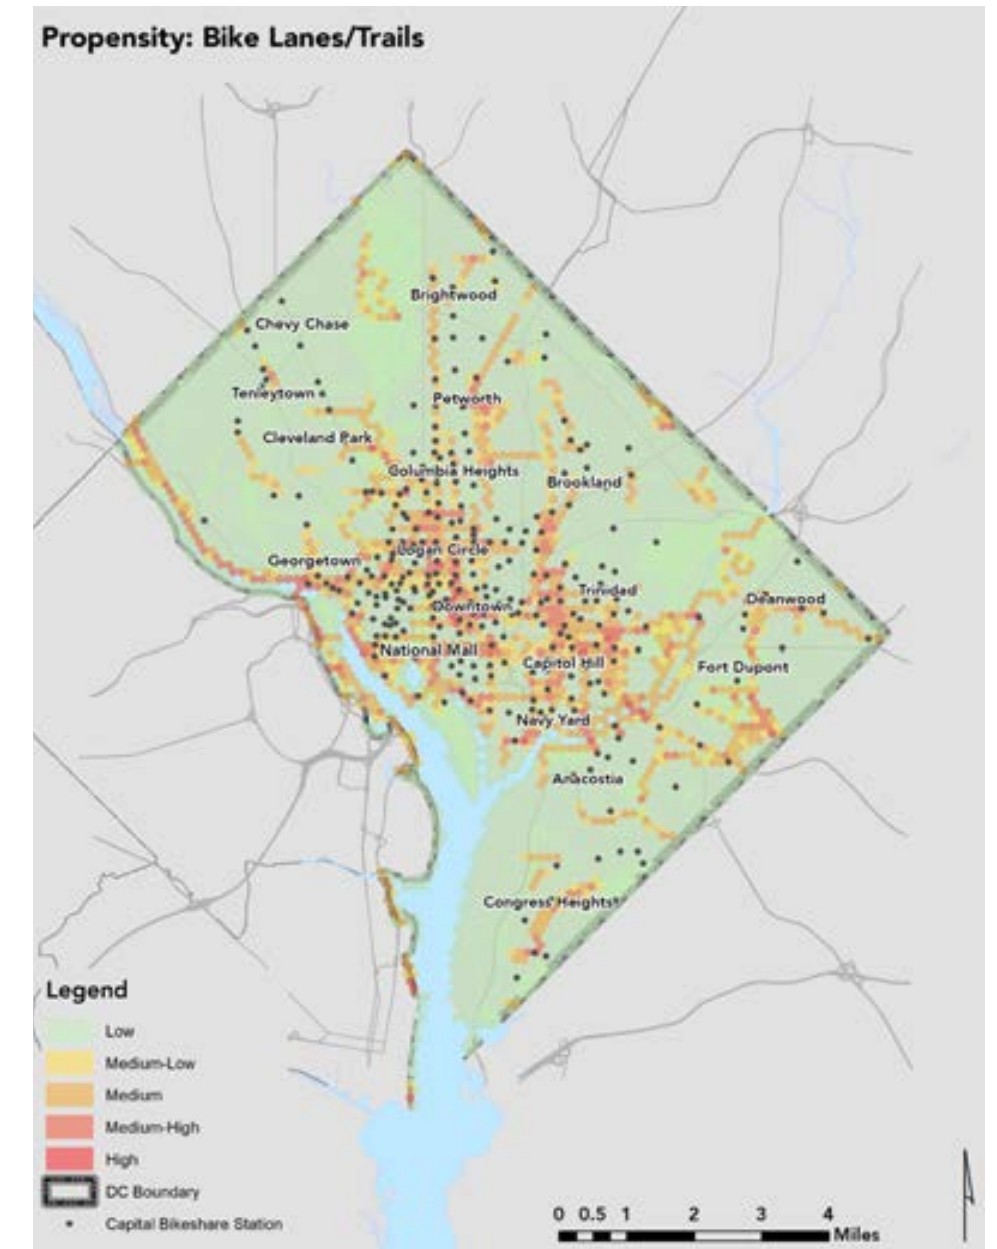 Propensity: Bike Lanes/Trails
Brightwood
Chevy Chase
Tenleytown
Petworth
Cleveland Park
Columbia Heights
Brookland
Logan Circle
Georgetown
Trinidad
Deanwood
Downtown
National Mall
Capitol Hill
Fort Dupont
Navy Yard
Anacostia
Congress Heights
Legend
Low
Medium-Low
Medium
Medium-High
High
DC Boundary
Capital Bikeshare Station
0 0.5 1 2 3 4
Miles